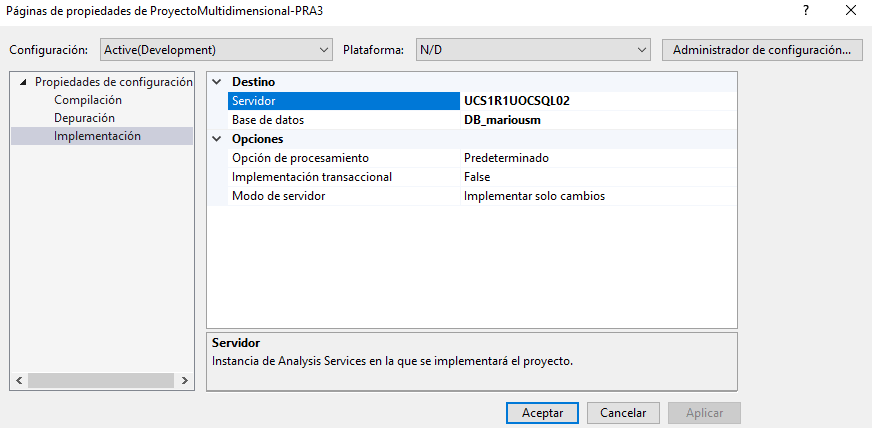 Páginas de propiedades de ProyectoMultidimensional-PRA3
?
Configuración: Active(Development) Plataforma: N/D Administrador de configuración...
Propiedades de configuración
Compilación
Depuración
Implementación
Destino
Servidor UCS1R1UOCSQL02
Base de datos DB_mariousm
Opciones
Opción de procesamiento Predeterminado
Implementación transaccional False
Modo de servidor Implementar solo cambios
Servidor
Instancia de Analysis Services en la que se implementará el proyecto.
Aceptar Cancelar Aplicar